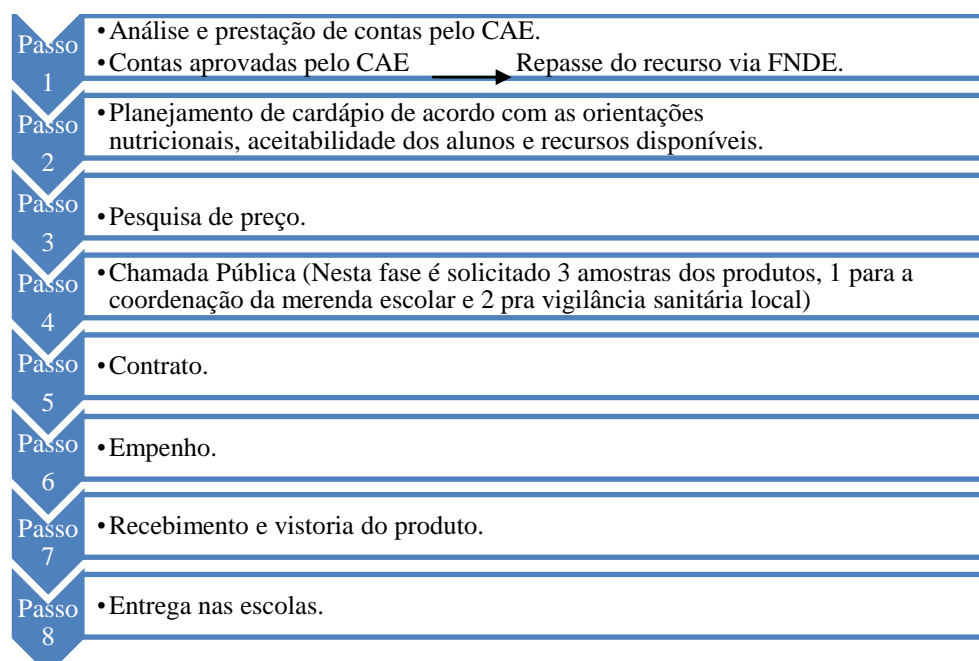 Passo
1
•Análise e prestação de contas pelo CAE.
•Contas aprovadas pelo CAE Repasse do recurso via FNDE.
Passo
2
•Planejamento de cardápio de acordo com as orientações
nutricionais, aceitabilidade dos alunos e recursos disponíveis.
Passo
3
•Pesquisa de preço.
Passo
4
•Chamada Pública (Nesta fase é solicitado 3 amostras dos produtos, 1 para a
coordenação da merenda escolar e 2 pra vigilância sanitária local)
Passo
5
•Contrato.
Passo
6
•Empenho.
Passo
7
•Recebimento e vistoria do produto.
Passo
8
•Entrega nas escolas.